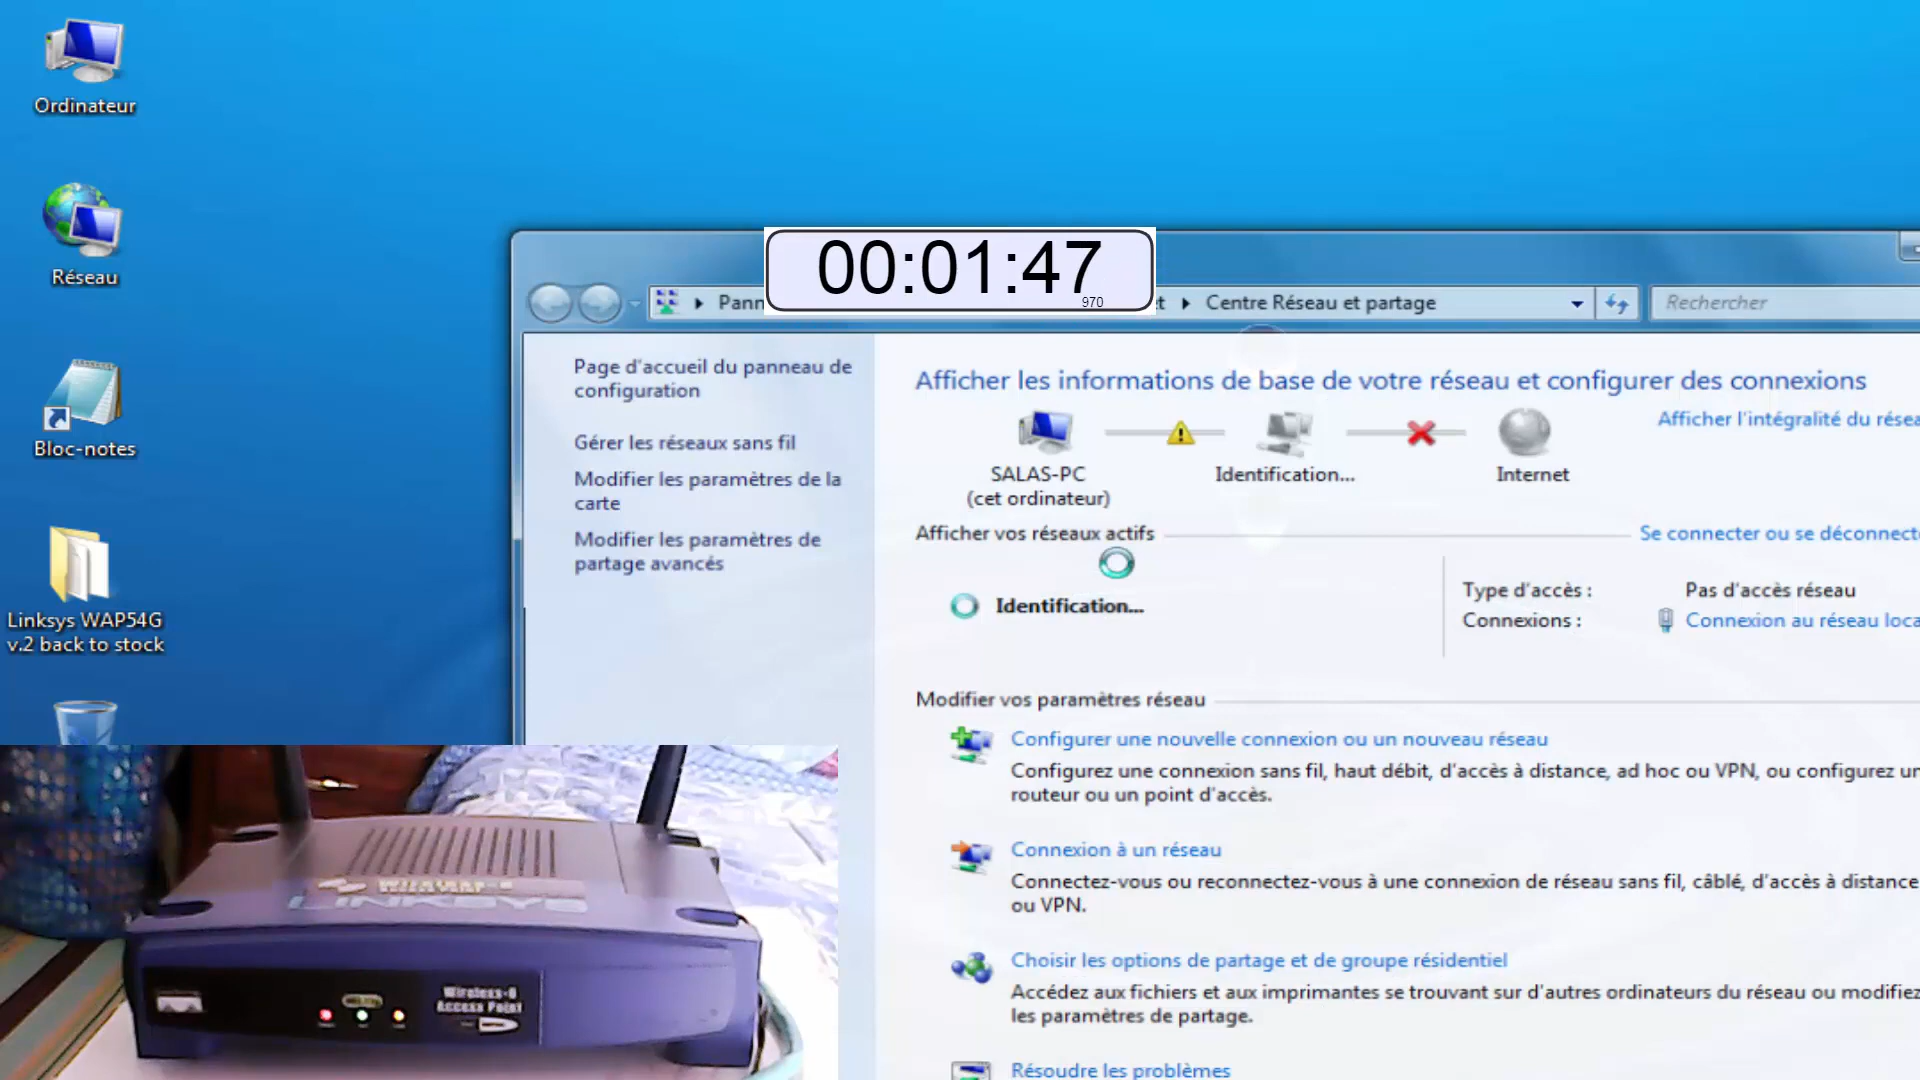 Ordinateur
Réseau
Bloc-notes
Linksys WAP54G
v.2 back to stock
00:01:47
970
Centre Réseau et partage
Rechercher
Page d'accueil du panneau de
configuration
Gérer les réseaux sans fil
Modifier les paramètres de la
carte
Modifier les paramètres de
partage avancés
Afficher les informations de base de votre réseau et configurer des connexions
Afficher l'intégralité du
SALAS-PC
(cet ordinateur)
Identification...
Internet
Afficher vos réseaux actifs
Se connecter ou se
Identification...
Type d'accès :
Pas d'accès réseau
Connexions :
Connexion au réseau
Modifier vos paramètres réseau
Configurer une nouvelle connexion ou un nouveau réseau
Configurez une connexion sans fil, haut débit, d'accès à distance, ad hoc ou VPN, ou configurez un
routeur ou un point d'accès.
Connexion à un réseau
Connectez-vous ou reconnectez-vous à une connexion de réseau sans fil, câblé, d'accès à distance
ou VPN.
Choisir les options de partage et de groupe résidentiel
Accédez aux fichiers et aux imprimantes se trouvant sur d'autres ordinateurs du réseau ou modifiez
les paramètres de partage.
Résoudre les problèmes
LINKSYS
Wireless-G
Access Point